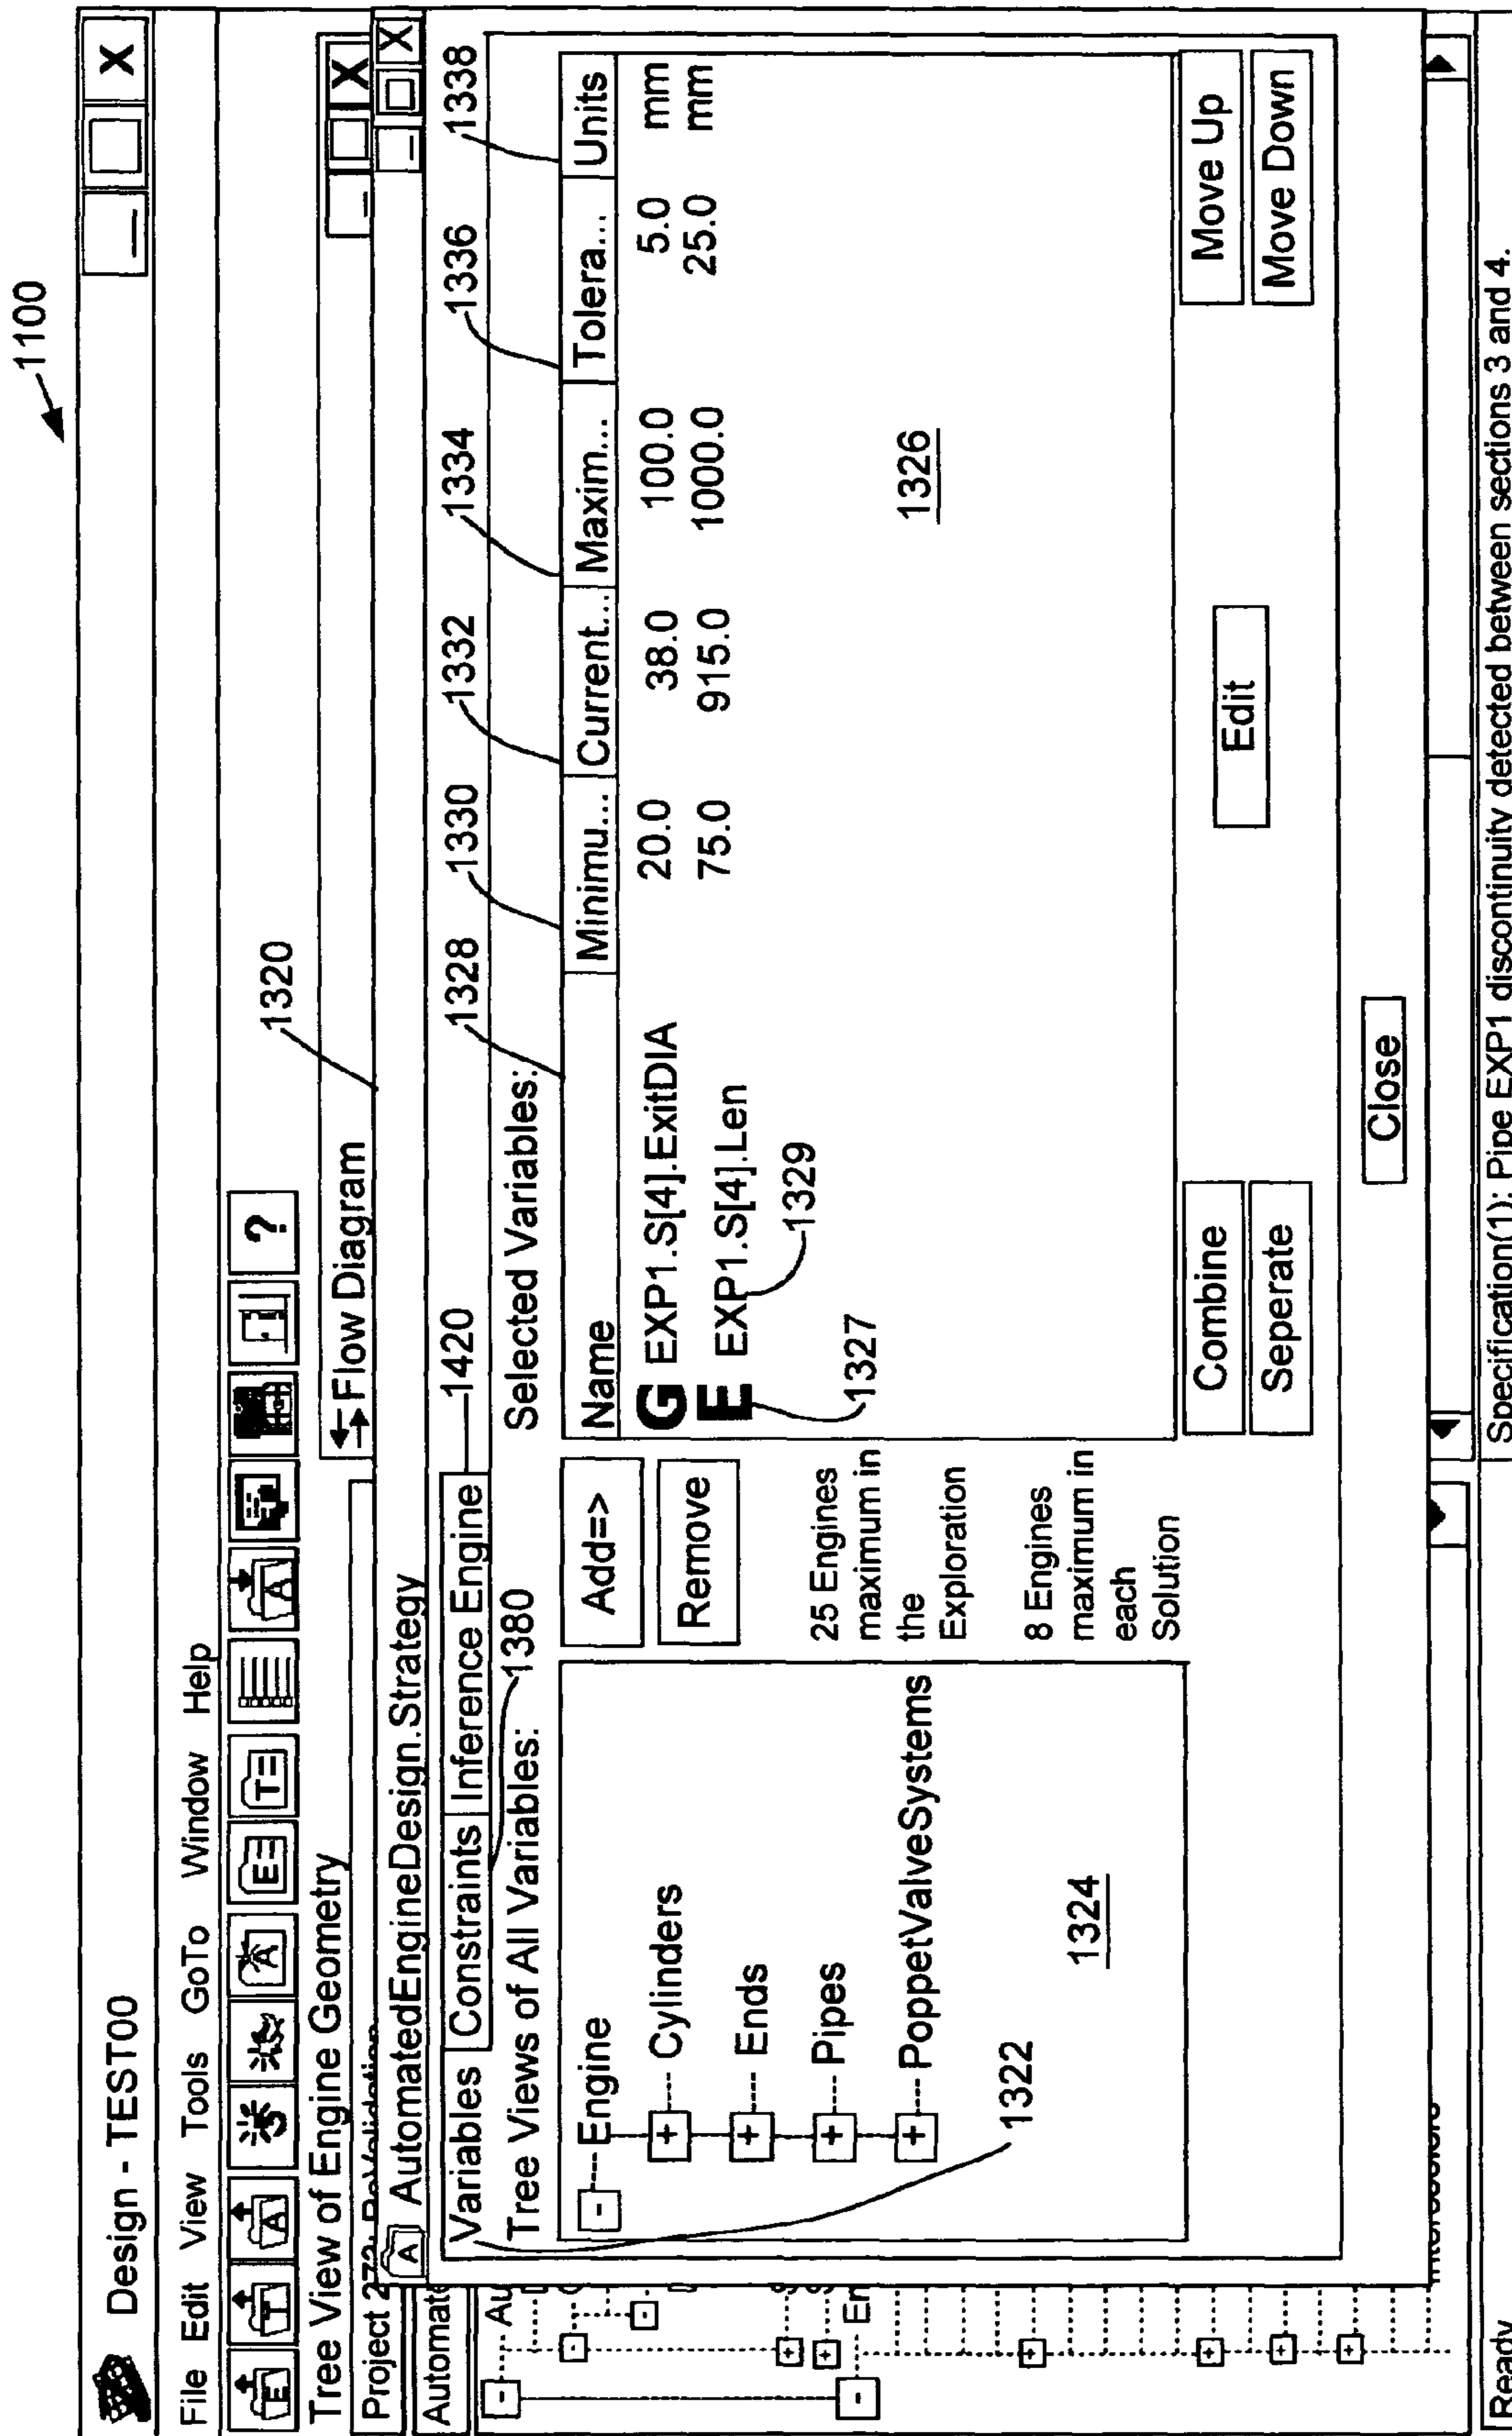 1100
Design - TEST00
_ X
File Edit View Tools GoTo Window Help
E T A A E T A ?
Tree View of Engine Geometry
1320
Project 273:
Flow Diagram
_ X
Automate
A AutomatedEngineDesign.Strategy
_ X
Variables Constraints Inference Engine
1420
1328 1330 1332 1334 1336 1338
1380
Tree Views of All Variables:
Selected Variables:
- Engine
+ Cylinders
+ Ends
+ Pipes
+ PoppetValveSystems
1324
1322
Add=>
Remove
25 Engines
maximum in
the
Exploration
8 Engines
maximum in
each
Solution
Name Minimu... Current... Maxim... Tolera... Units
G EXP1.S[4].ExitDIA 20.0 38.0 100.0 5.0 mm
E EXP1.S[4].Len 75.0 915.0 1000.0 25.0 mm
1329
1327
1326
Combine
Seperate
Edit
Move Up
Move Down
Close
Au
En
Ready
Specification(1): Pipe EXP1 discontinuity detected between sections 3 and 4.